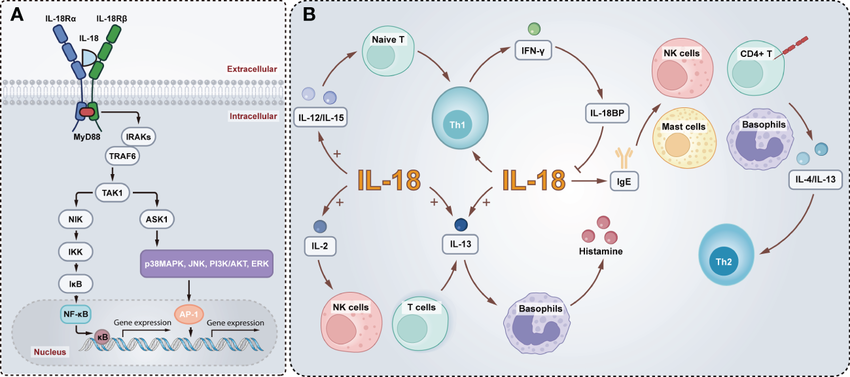 A
IL-18Rα
IL-18Rβ
IL-18
Extracellular
Intracellular
MyD88
IRAKs
TRAF6
TAK1
NIK
ASK1
IKK
p38MAPK, JNK, PI3K/AKT, ERK
IκB
NF-κB
AP-1
κB
Gene expression
Gene expression
Nucleus
B
Naive T
IFN-γ
NK cells
CD4+ T
IL-12/IL-15
Th1
IL-18BP
Mast cells
Basophils
+
IL-18
IL-18
IgE
IL-4/IL-13
+
+
+
IL-2
IL-13
Histamine
Th2
NK cells
T cells
Basophils